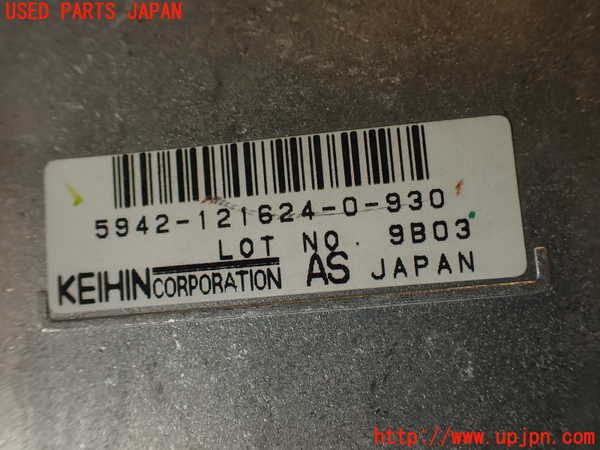 USED PARTS JAPAN
5942-121624-0-930
LOT NO. 9B03
KEIHIN CORPORATION AS JAPAN
http://www.upjpn.com/